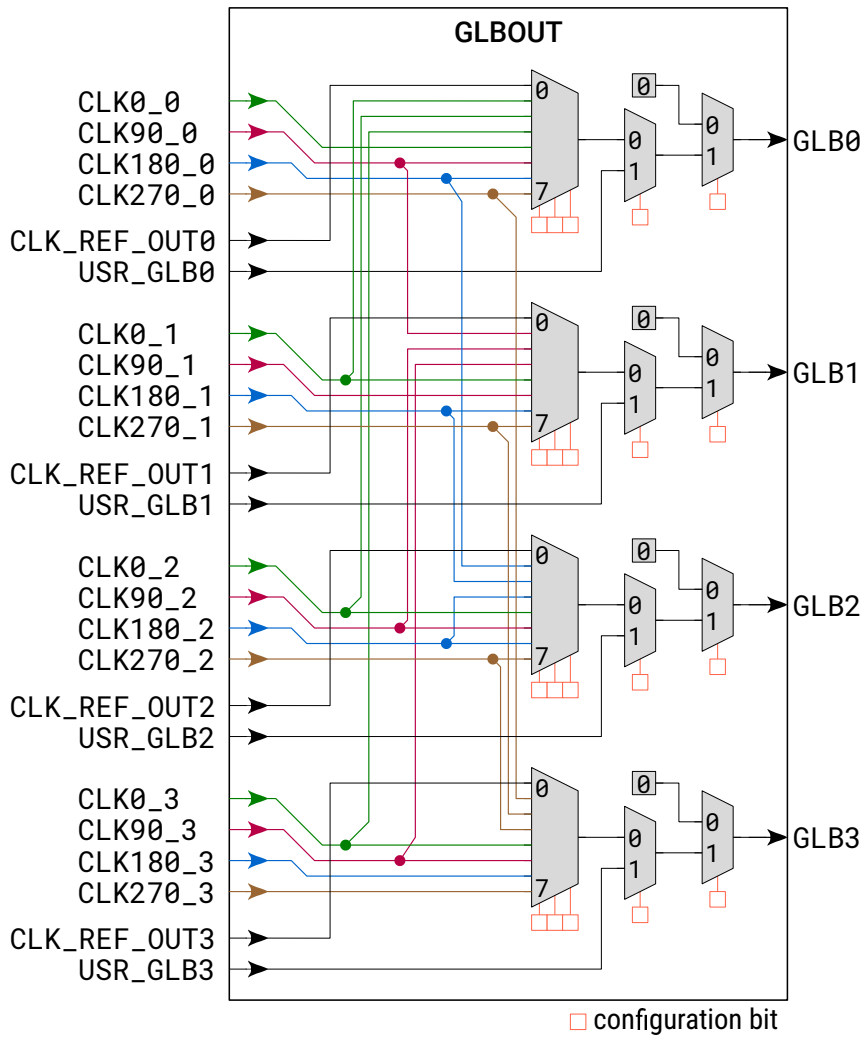 GLBOUT
0
0
CLK0_0
CLK90_0
0
0
GLB0
CLK180_0
1
1
CLK270_0
7
CLK_REF_OUT0
USR_GLB0
0
0
CLK0_1
CLK90_1
0
0
GLB1
CLK180_1
1
1
CLK270_1
7
CLK_REF_OUT1
USR_GLB1
0
0
CLK0_2
CLK90_2
0
0
GLB2
CLK180_2
1
1
CLK270_2
7
CLK_REF_OUT2
USR_GLB2
0
0
CLK0_3
CLK90_3
0
0
GLB3
CLK180_3
1
1
CLK270_3
7
CLK_REF_OUT3
USR_GLB3
configuration bit